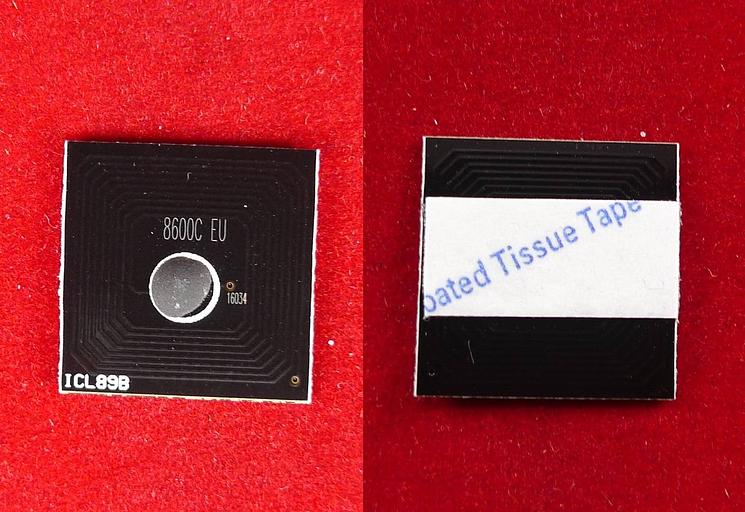 8600C EU
16034
ICL89B
oated Tissue Tape